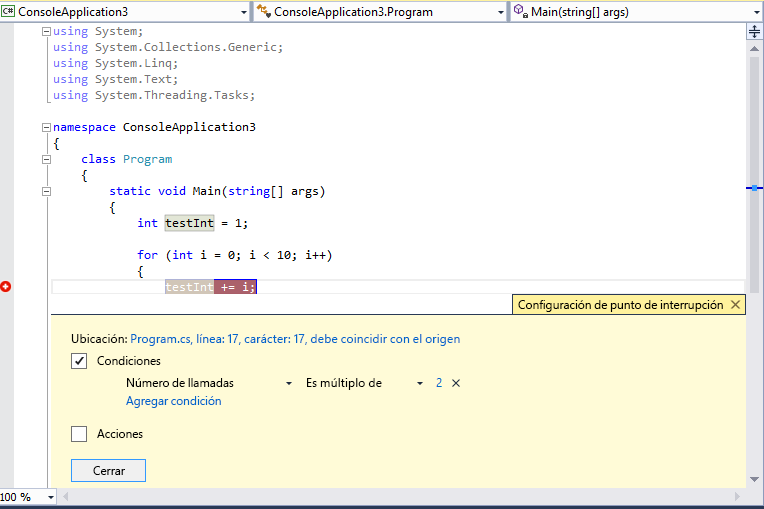 C# ConsoleApplication3 ConsoleApplication3.Program Main(string[] args)
using System;
using System.Collections.Generic;
using System.Linq;
using System.Text;
using System.Threading.Tasks;
namespace ConsoleApplication3
{
class Program
{
static void Main(string[] args)
{
int testInt = 1;
for (int i = 0; i < 10; i++)
{
testInt += i;
Configuración de punto de interrupción
Ubicación: Program.cs, línea: 17, carácter: 17, debe coincidir con el origen
Condiciones
Número de llamadas Es múltiplo de 2
Agregar condición
Acciones
Cerrar
100 %